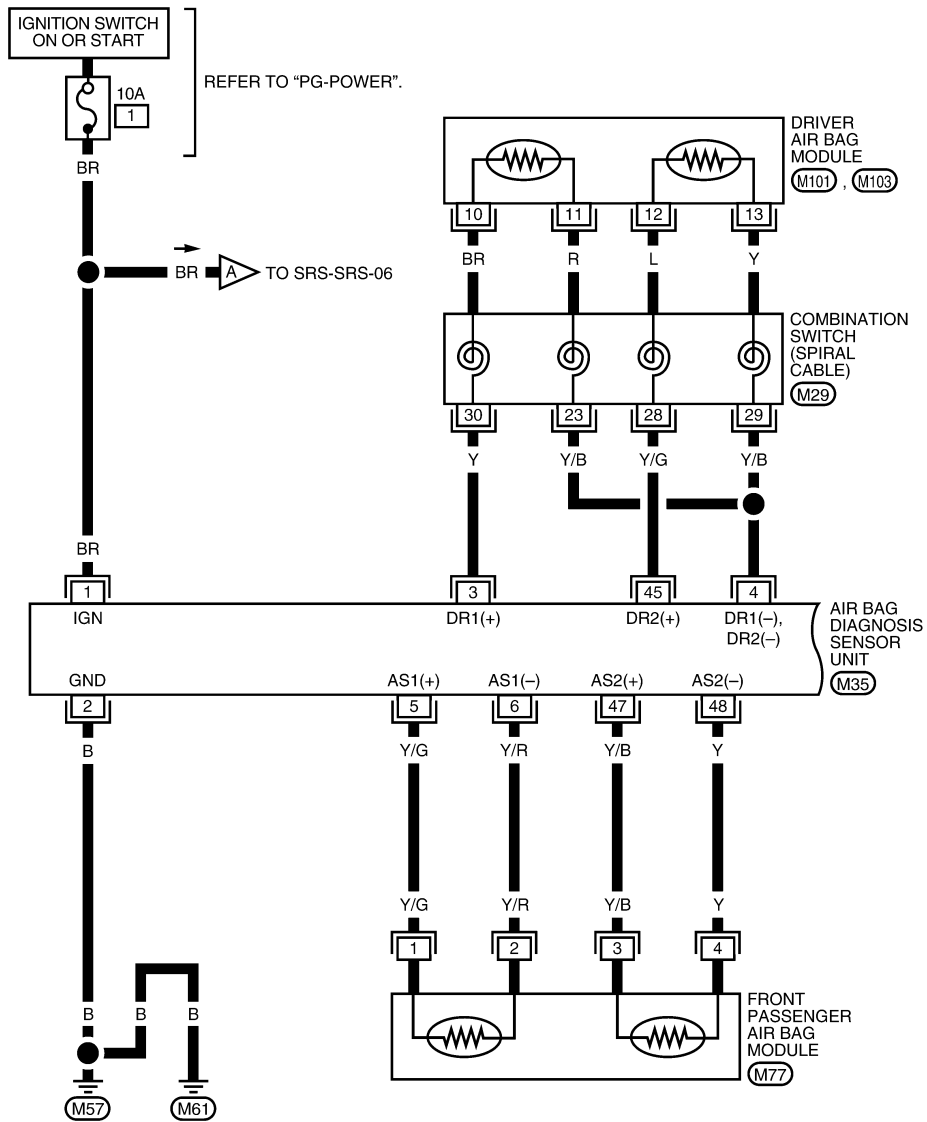 IGNITION SWITCH
ON OR START
REFER TO “PG-POWER”.
10A
1
BR
BR
A
TO SRS-SRS-06
DRIVER
AIR BAG
MODULE
M101 , M103
10 11 12 13
BR R L Y
COMBINATION
SWITCH
(SPIRAL
CABLE)
M29
30 23 28 29
Y Y/B Y/G Y/B
BR
1 3 45 4
IGN DR1(+) DR2(+) DR1(–),
DR2(–)
AIR BAG
DIAGNOSIS
SENSOR
UNIT
M35
GND AS1(+) AS1(–) AS2(+) AS2(–)
2 5 6 47 48
B Y/G Y/R Y/B Y
Y/G Y/R Y/B Y
1 2 3 4
B B B
FRONT
PASSENGER
AIR BAG
MODULE
M77
M57 M61